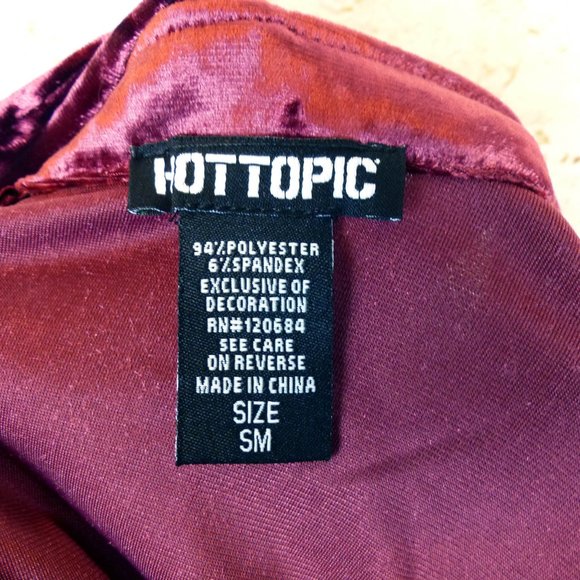 HOTTOPIC
94%POLYESTER
6%SPANDEX
EXCLUSIVE OF
DECORATION
RN#120684
SEE CARE
ON REVERSE
MADE IN CHINA
SIZE
SM